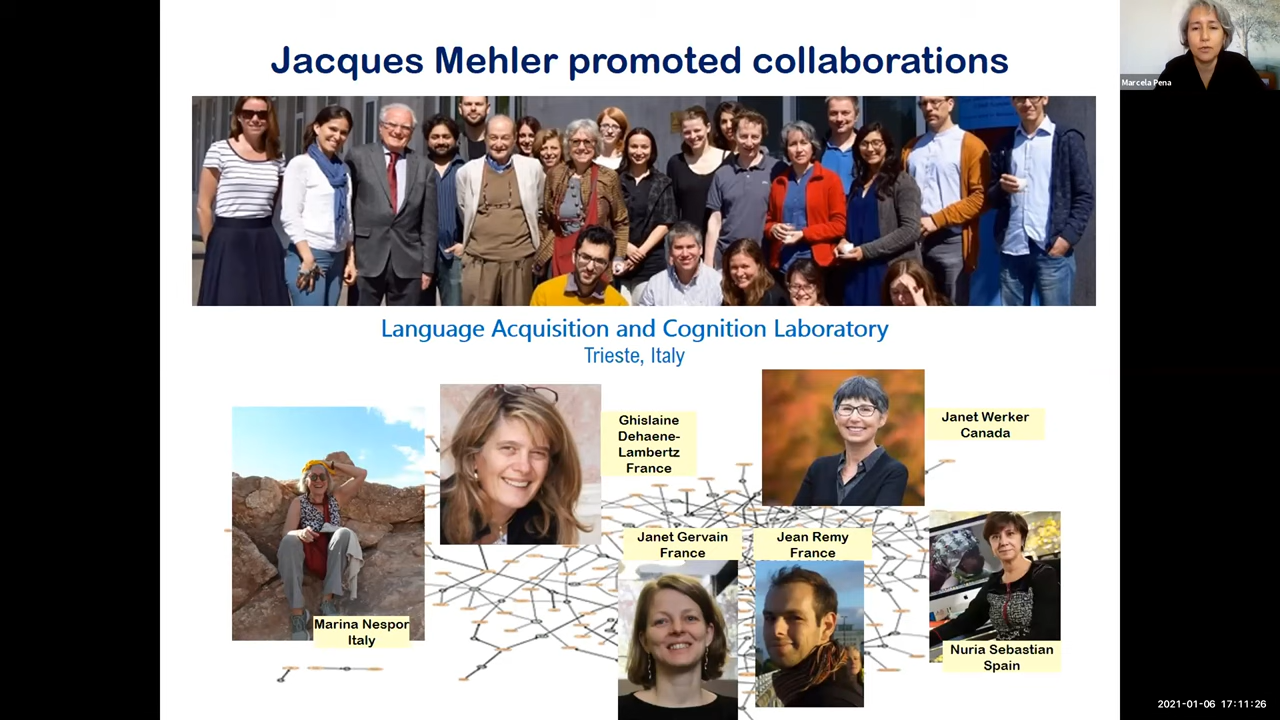 Jacques Mehler promoted collaborations
Marcela Pena
Language Acquisition and Cognition Laboratory
Trieste, Italy
Ghislaine
Dehaene-
Lambertz
France
Janet Werker
Canada
Janet Gervain
France
Jean Remy
France
Marina Nespor
Italy
Nuria Sebastian
Spain
2021-01-06 17:11:26